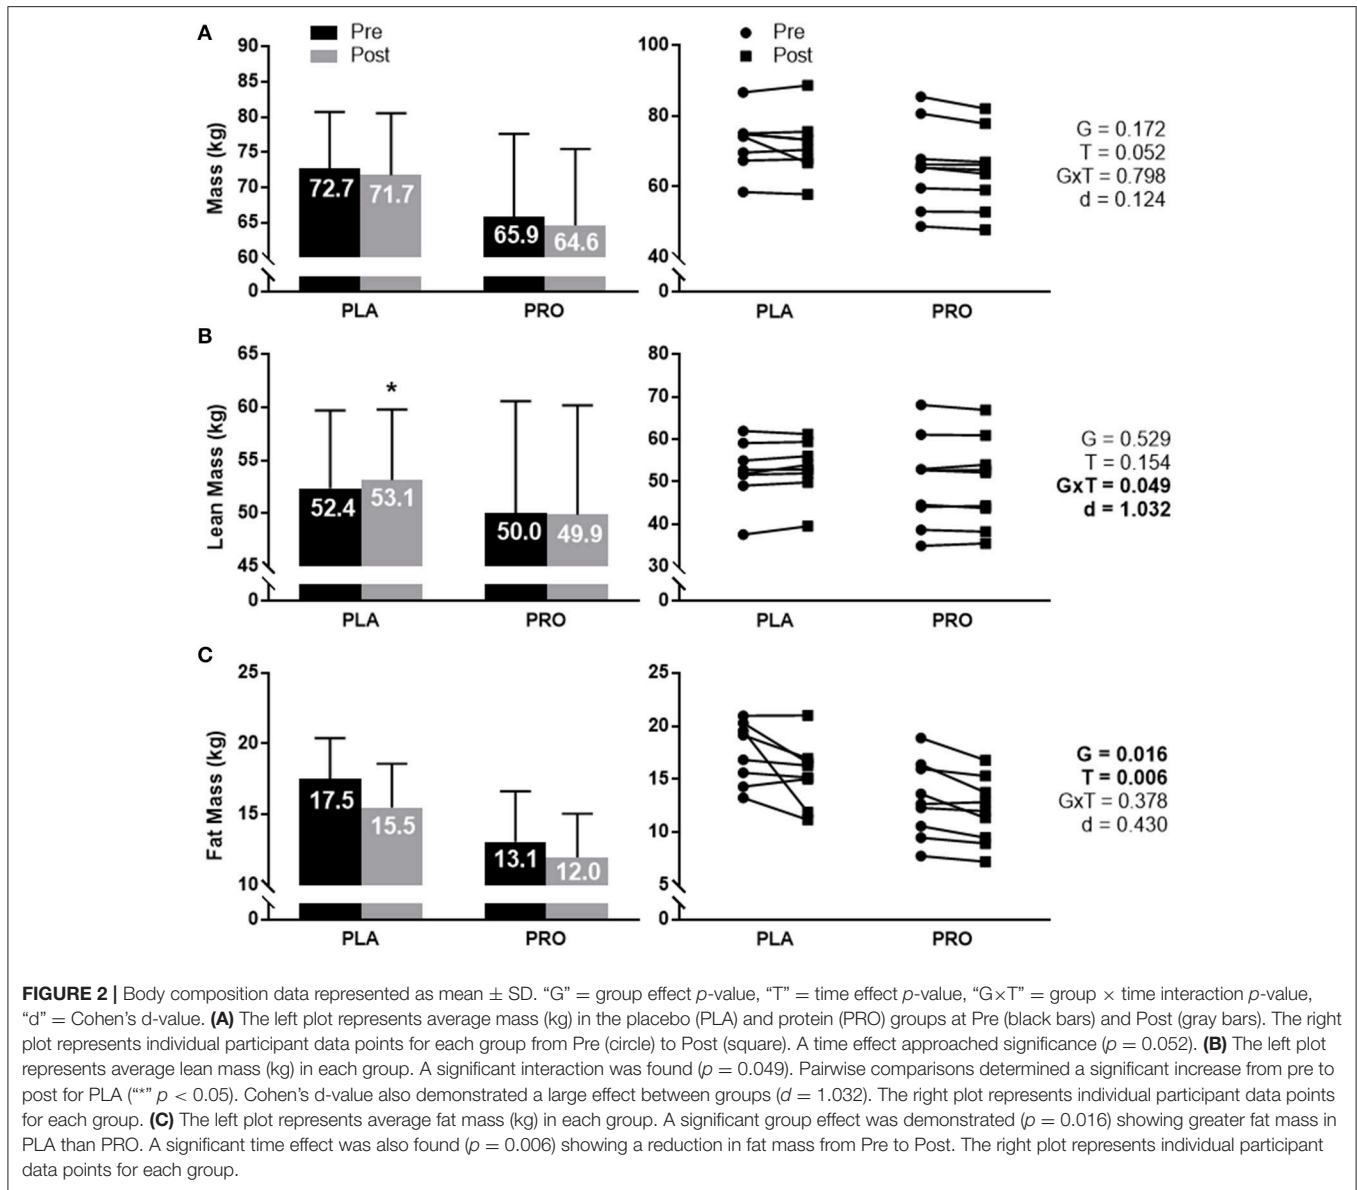 A
Pre
Post
90
85
80
75
70
65
60
0
Mass (kg)
72.7
71.7
65.9
64.6
PLA
PRO
Pre
Post
100
80
60
40
0
PLA
PRO
G = 0.172
T = 0.052
GxT = 0.798
d = 0.124
B
65
60
55
50
45
0
Lean Mass (kg)
*
52.4
53.1
50.0
49.9
PLA
PRO
80
70
60
50
40
30
0
PLA
PRO
G = 0.529
T = 0.154
GxT = 0.049
d = 1.032
C
25
20
15
10
0
Fat Mass (kg)
17.5
15.5
13.1
12.0
PLA
PRO
25
20
15
10
5
0
PLA
PRO
G = 0.016
T = 0.006
GxT = 0.378
d = 0.430
FIGURE 2 | Body composition data represented as mean ± SD. “G” = group effect p-value, “T” = time effect p-value, “G×T” = group × time interaction p-value,
“d” = Cohen’s d-value. (A) The left plot represents average mass (kg) in the placebo (PLA) and protein (PRO) groups at Pre (black bars) and Post (gray bars). The right
plot represents individual participant data points for each group from Pre (circle) to Post (square). A time effect approached significance (p = 0.052). (B) The left plot
represents average lean mass (kg) in each group. A significant interaction was found (p = 0.049). Pairwise comparisons determined a significant increase from pre to
post for PLA (“*” p < 0.05). Cohen’s d-value also demonstrated a large effect between groups (d = 1.032). The right plot represents individual participant data points
for each group. (C) The left plot represents average fat mass (kg) in each group. A significant group effect was demonstrated (p = 0.016) showing greater fat mass in
PLA than PRO. A significant time effect was also found (p = 0.006) showing a reduction in fat mass from Pre to Post. The right plot represents individual participant
data points for each group.